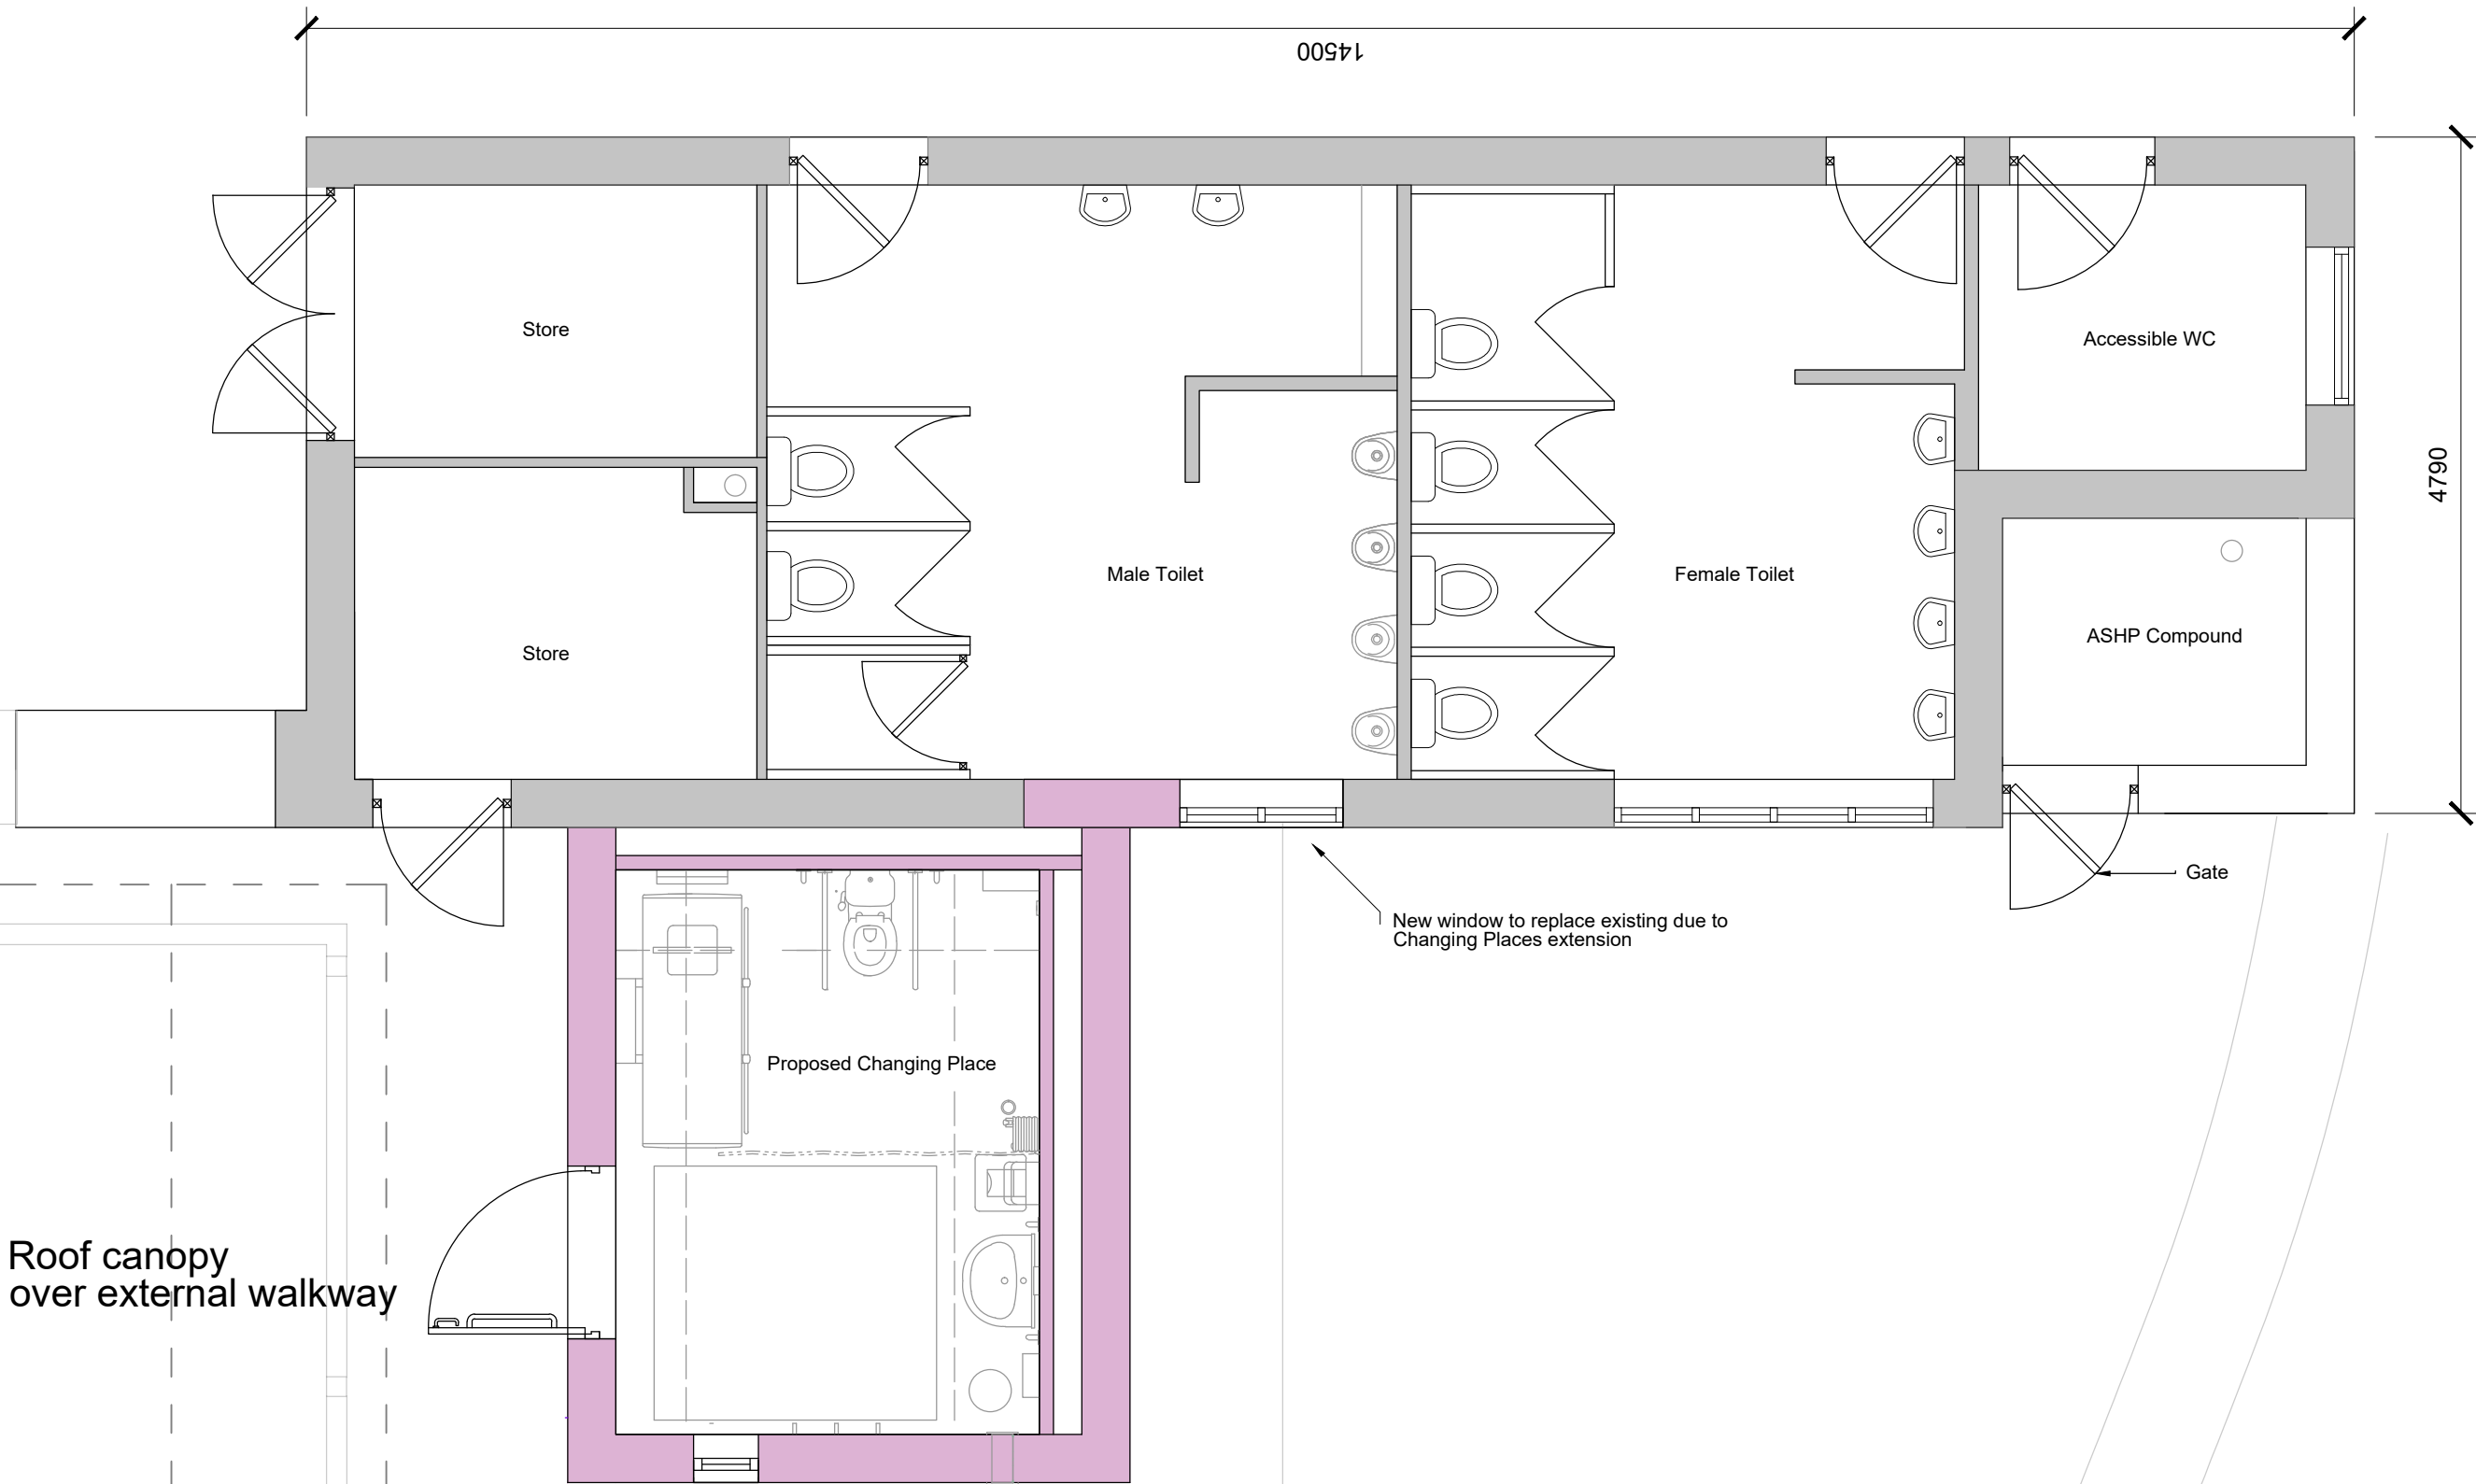 14500
Store
Accessible WC
4790
Male Toilet
Female Toilet
Store
ASHP Compound
Gate
New window to replace existing due to
Changing Places extension
Proposed Changing Place
Roof canopy
over external walkway